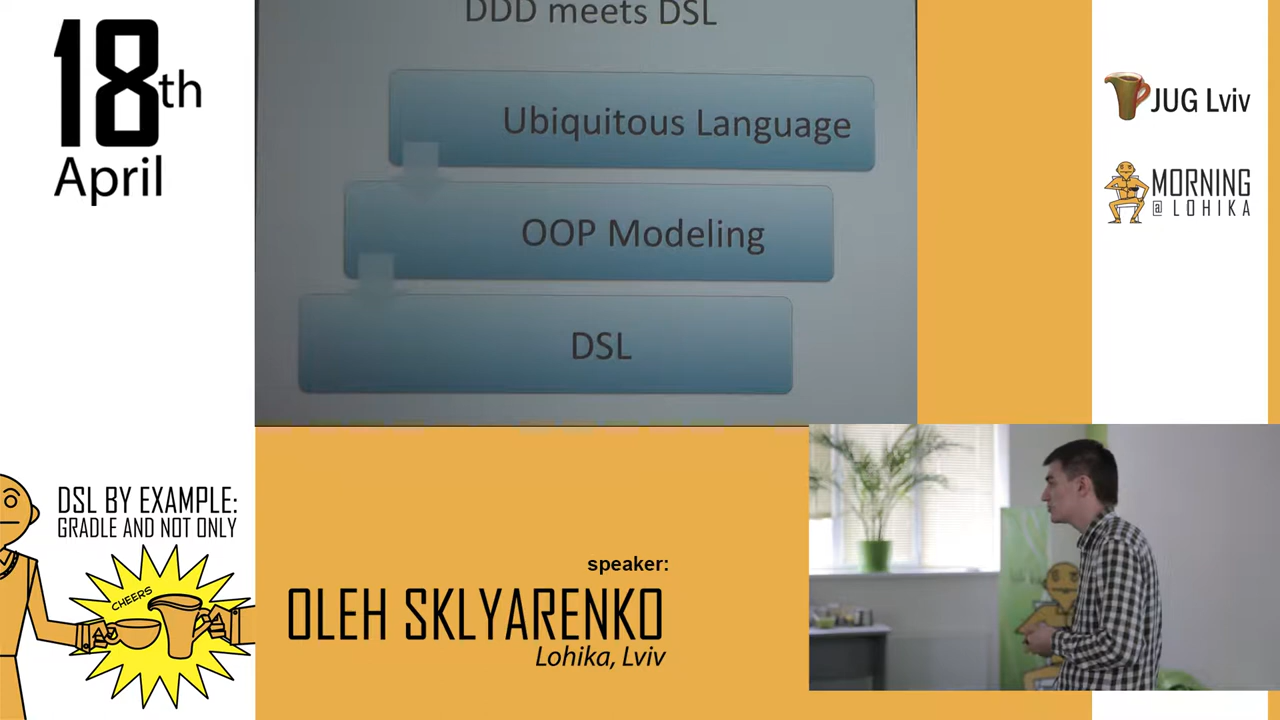 18th
April
DDD meets DSL
Ubiquitous Language
OOP Modeling
DSL
JUG Lviv
MORNING
@ LOHIKA
DSL BY EXAMPLE:
GRADLE AND NOT ONLY
CHEERS
speaker:
OLEH SKLYARENKO
Lohika, Lviv